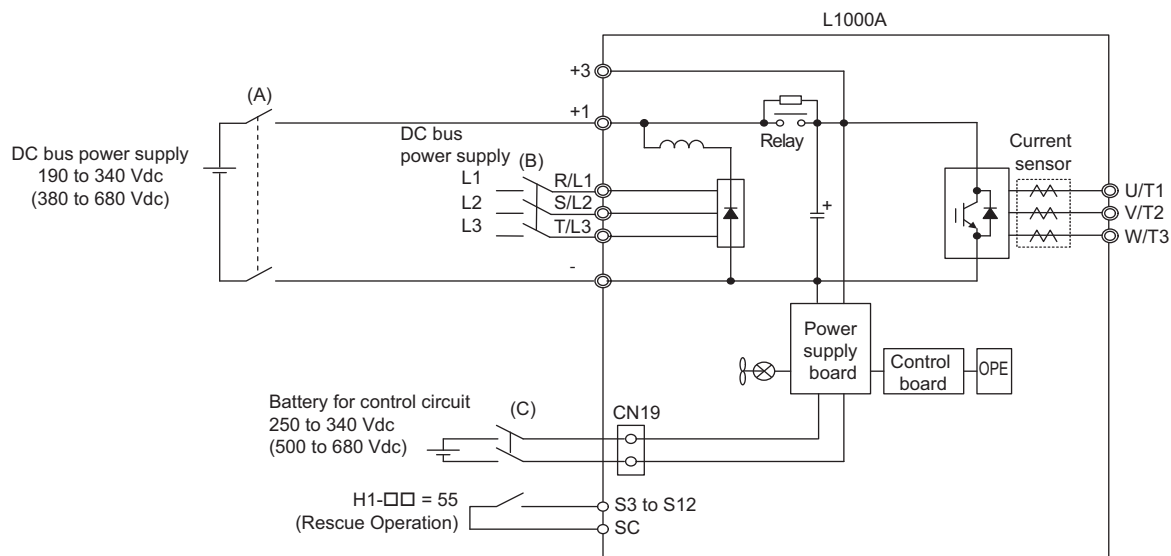 L1000A
+3
(A)
+1
DC bus power supply
190 to 340 Vdc
(380 to 680 Vdc)
DC bus
power supply
(B)
L1
L2
L3
R/L1
S/L2
T/L3
-
Relay
+
Current
sensor
U/T1
V/T2
W/T3
Power
supply
board
Control
board
OPE
Battery for control circuit
250 to 340 Vdc
(500 to 680 Vdc)
(C)
CN19
H1-□□ = 55
(Rescue Operation)
S3 to S12
SC